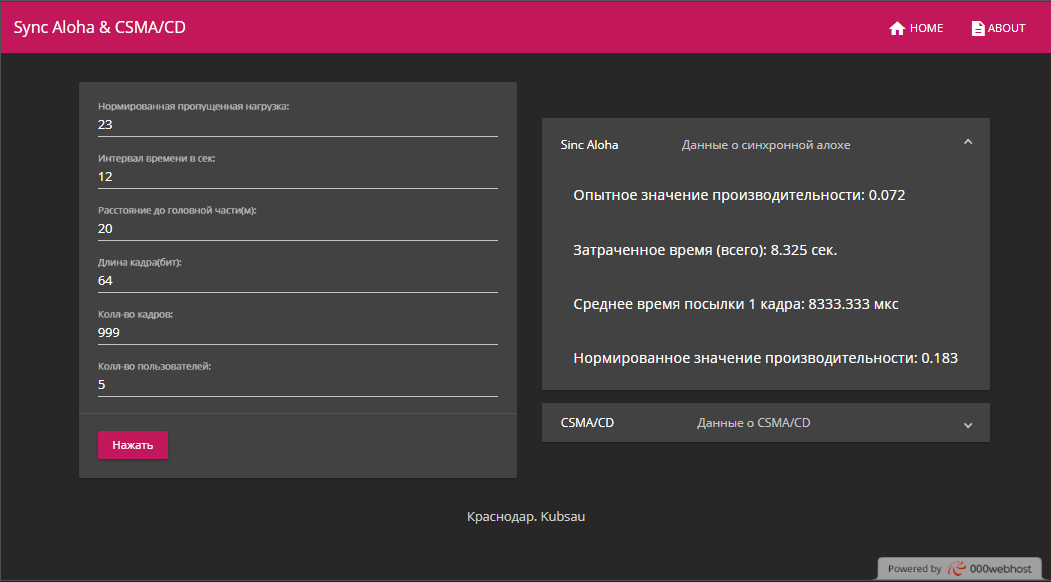 Sync Aloha & CSMA/CD
HOME
ABOUT
Нормированная пропущенная нагрузка:
23
Интервал времени в сек:
12
Расстояние до головной части(м):
20
Длина кадра(бит):
64
Колл-во кадров:
999
Колл-во пользователей:
5
Нажать
Sinc Aloha Данные о синхронной алохе
Опытное значение производительности: 0.072
Затраченное время (всего): 8.325 сек.
Среднее время посылки 1 кадра: 8333.333 мкс
Нормированное значение производительности: 0.183
CSMA/CD Данные о CSMA/CD
Краснодар. Kubsau
Powered by 000webhost